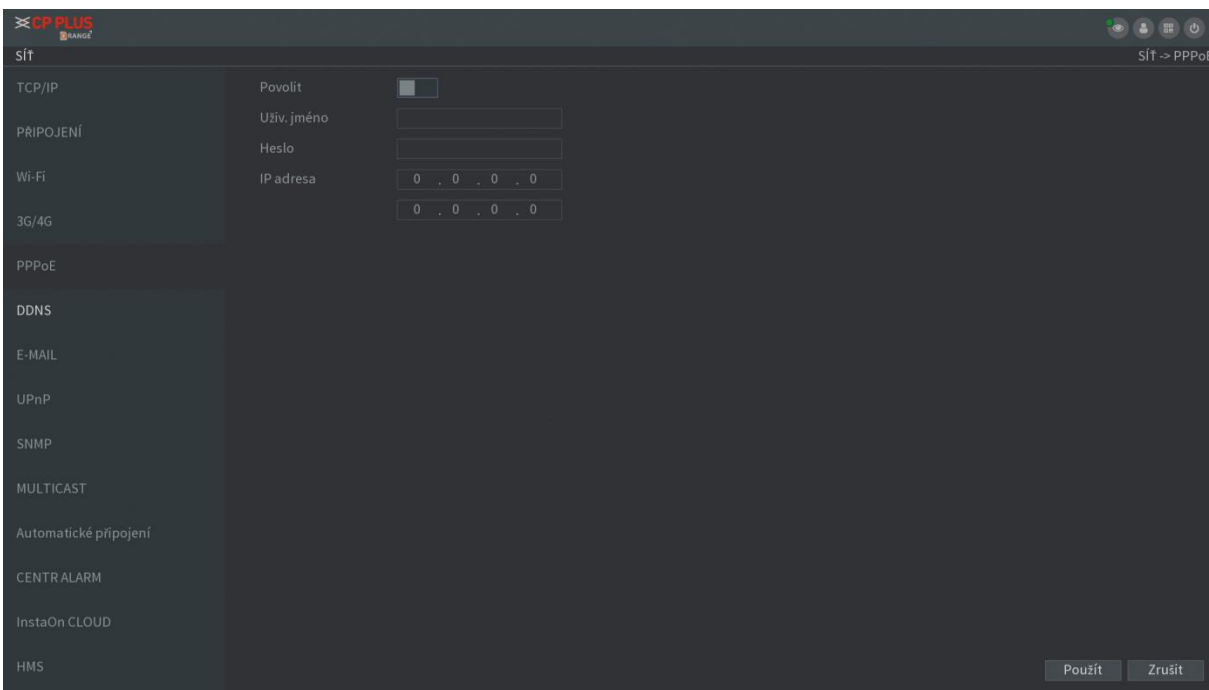 CP PLUS
ORANGE
SÍŤ
SÍŤ -> PPPoE
TCP/IP
PŘIPOJENÍ
Wi-Fi
3G/4G
PPPoE
DDNS
E-MAIL
UPnP
SNMP
MULTICAST
Automatické připojení
CENTR ALARM
InstaOn CLOUD
HMS
Povolit
Uživ. jméno
Heslo
IP adresa
0 . 0 . 0 . 0
0 . 0 . 0 . 0
Použít
Zrušit